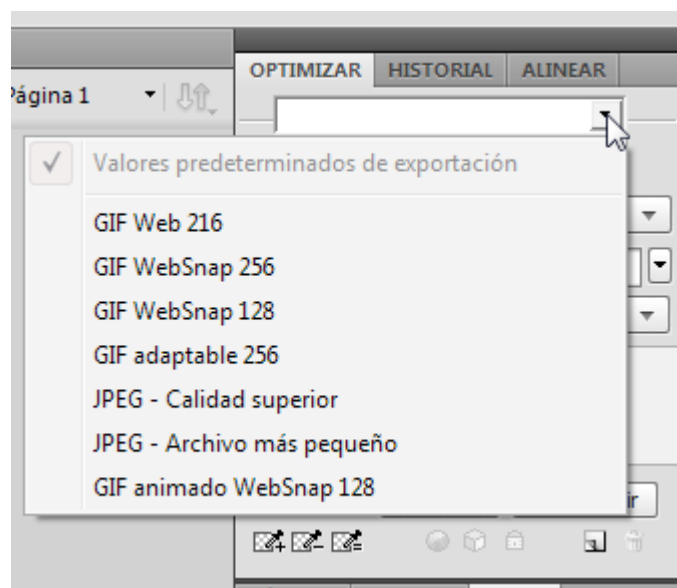 OPTIMIZAR HISTORIAL ALINEAR
Página 1
Valores predeterminados de exportación
GIF Web 216
GIF WebSnap 256
GIF WebSnap 128
GIF adaptable 256
JPEG - Calidad superior
JPEG - Archivo más pequeño
GIF animado WebSnap 128